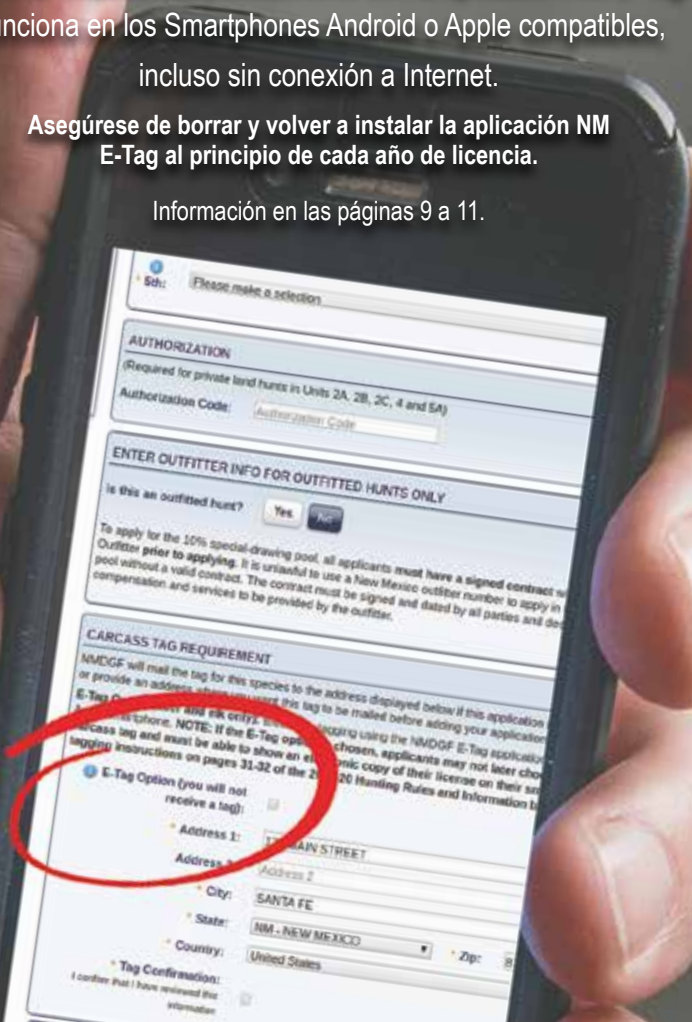 unciona en los Smartphones Android o Apple compatibles,
incluso sin conexión a Internet.
Asegúrese de borrar y volver a instalar la aplicación NM
E-Tag al principio de cada año de licencia.
Información en las páginas 9 a 11.
5th: Please make a selection
AUTHORIZATION
(Required for private land hunts in Units 2A, 2B, 2C, 4 and 5A)
Authorization Code: Authorization Code
ENTER OUTFITTER INFO FOR OUTFITTED HUNTS ONLY
Is this an outfitted hunt? Yes No
To apply for the 10% special-drawing pool, all applicants must have a signed contract
Outfitter prior to applying. It is unlawful to use a New Mexico outfitter number to apply in
pool without a valid contract. The contract must be signed and dated by all parties and
compensation and services to be provided by the outfitter.
CARCASS TAG REQUIREMENT
NMDGF will mail the tag for this species to the address displayed below if this application
or provide an address where you want this tag to be mailed before adding your application
E-Tag and elk only). tagging using the NMDGF E-Tag application
phone. NOTE: If the E-Tag chosen, applicants may not later
carcass tag and must be able to show an copy of their license on their
tagging instructions on pages 31-32 of the 20 Hunting Rules and Information
E-Tag Option (you will not
receive a tag):
* Address 1: MAIN STREET
Address 2
* City: SANTA FE
* State: NM - NEW MEXICO * Zip: 8
* Country: United States
* Tag Confirmation:
I confirm that I have reviewed this
information